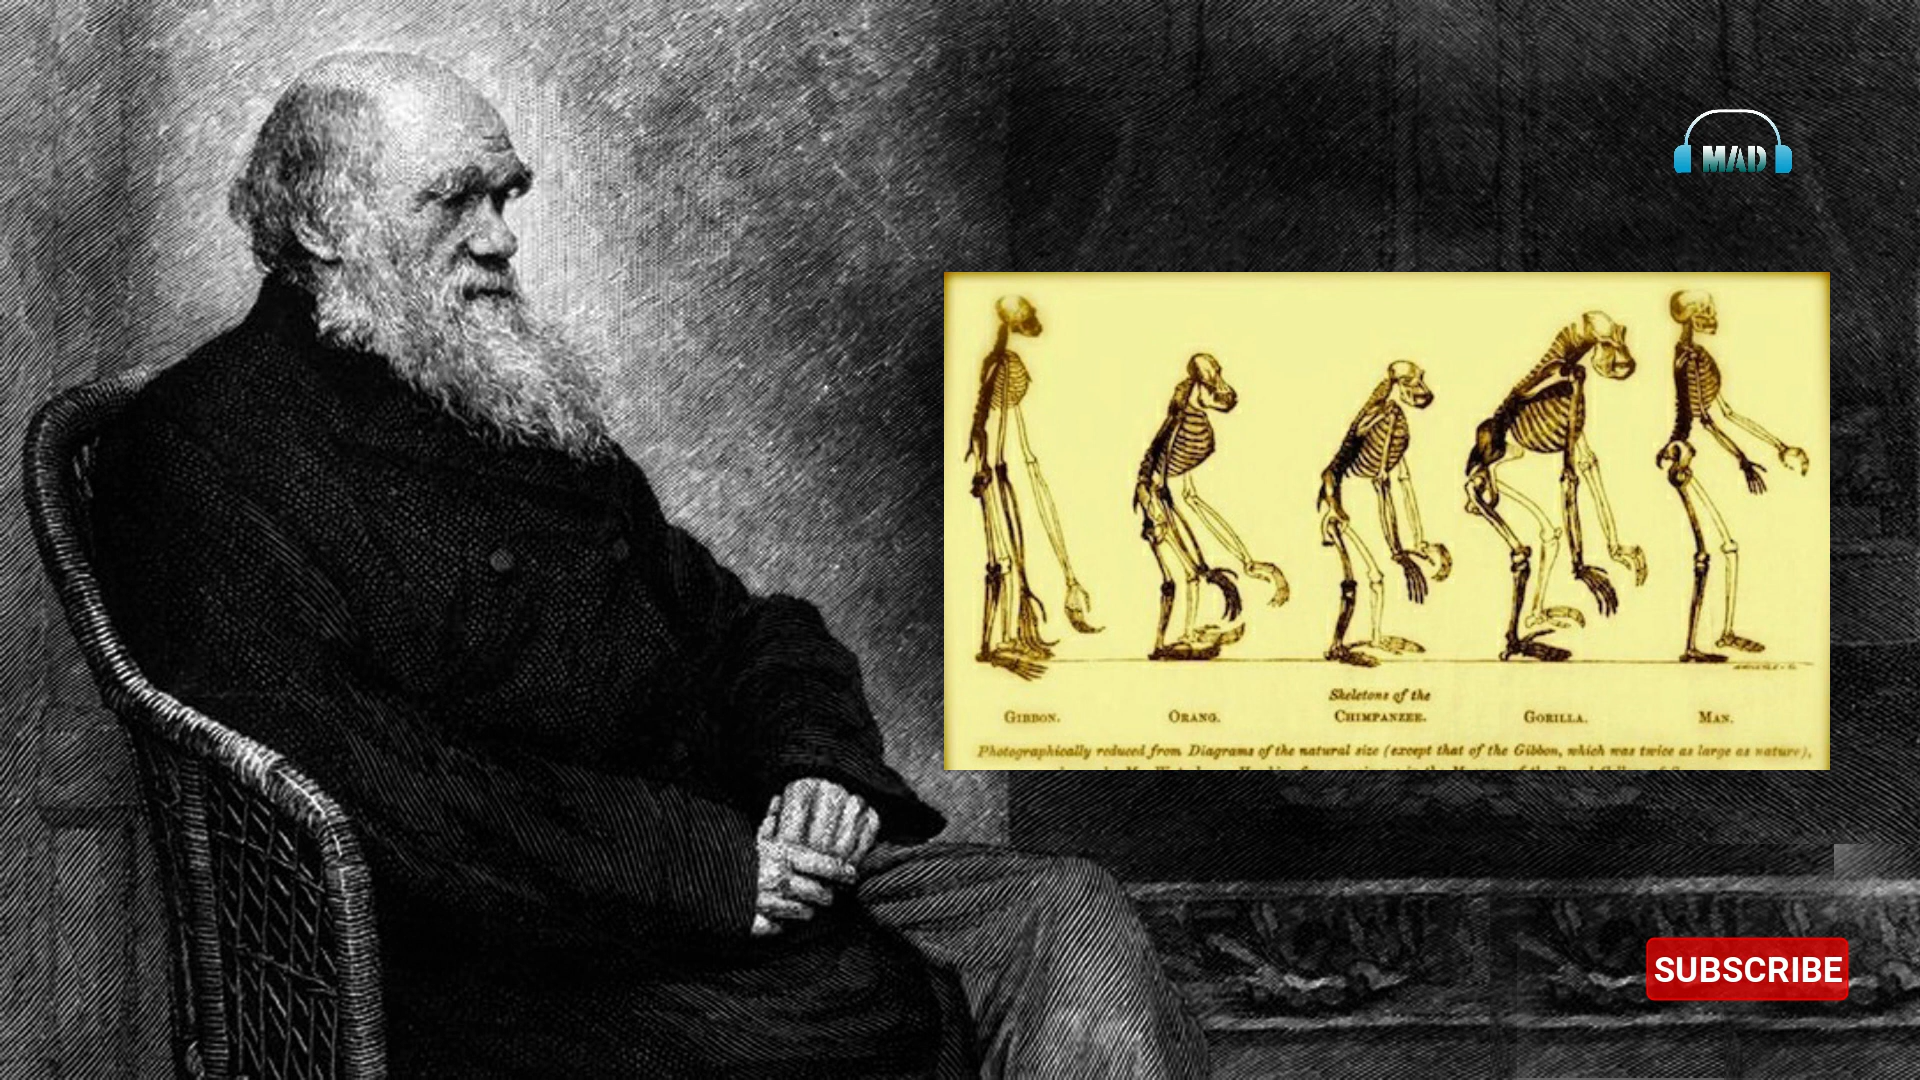 MAD
Skeletons of the
GIBBON. ORANG. CHIMPANZEE. GORILLA. MAN.
Photographically reduced from Diagrams of the natural size (except that of the Gibbon, which was twice as large as nature),
SUBSCRIBE